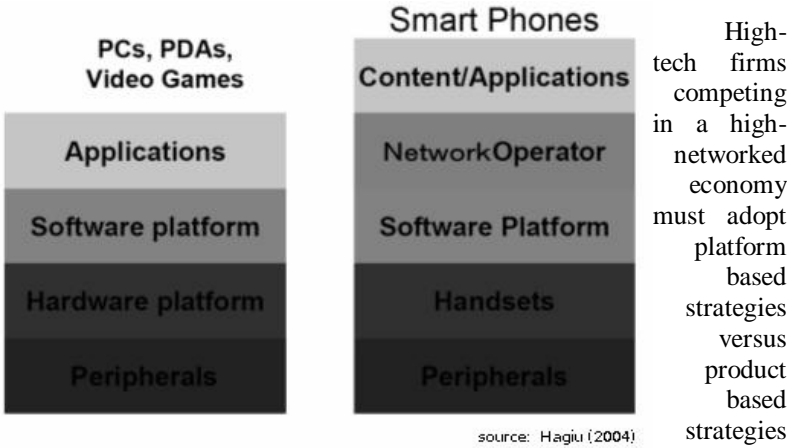 PCs, PDAs,
Video Games
Applications
Software platform
Hardware platform
Peripherals
Smart Phones
Content/Applications
NetworkOperator
Software Platform
Handsets
Peripherals
source: Hagiu (2004)
High-
tech firms
competing
in a high-
networked
economy
must adopt
platform
based
strategies
versus
product
based
strategies